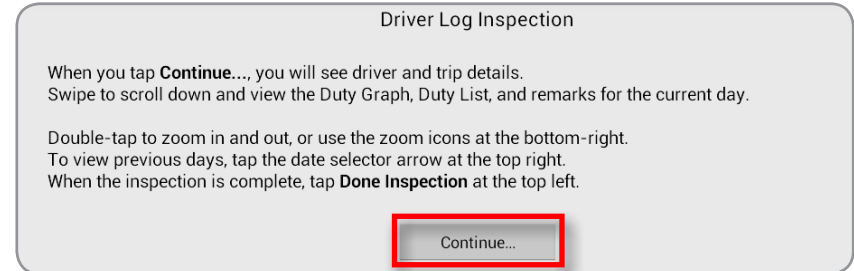 Driver Log Inspection
When you tap Continue..., you will see driver and trip details.
Swipe to scroll down and view the Duty Graph, Duty List, and remarks for the current day.
Double-tap to zoom in and out, or use the zoom icons at the bottom-right.
To view previous days, tap the date selector arrow at the top right.
When the inspection is complete, tap Done Inspection at the top left.
Continue...